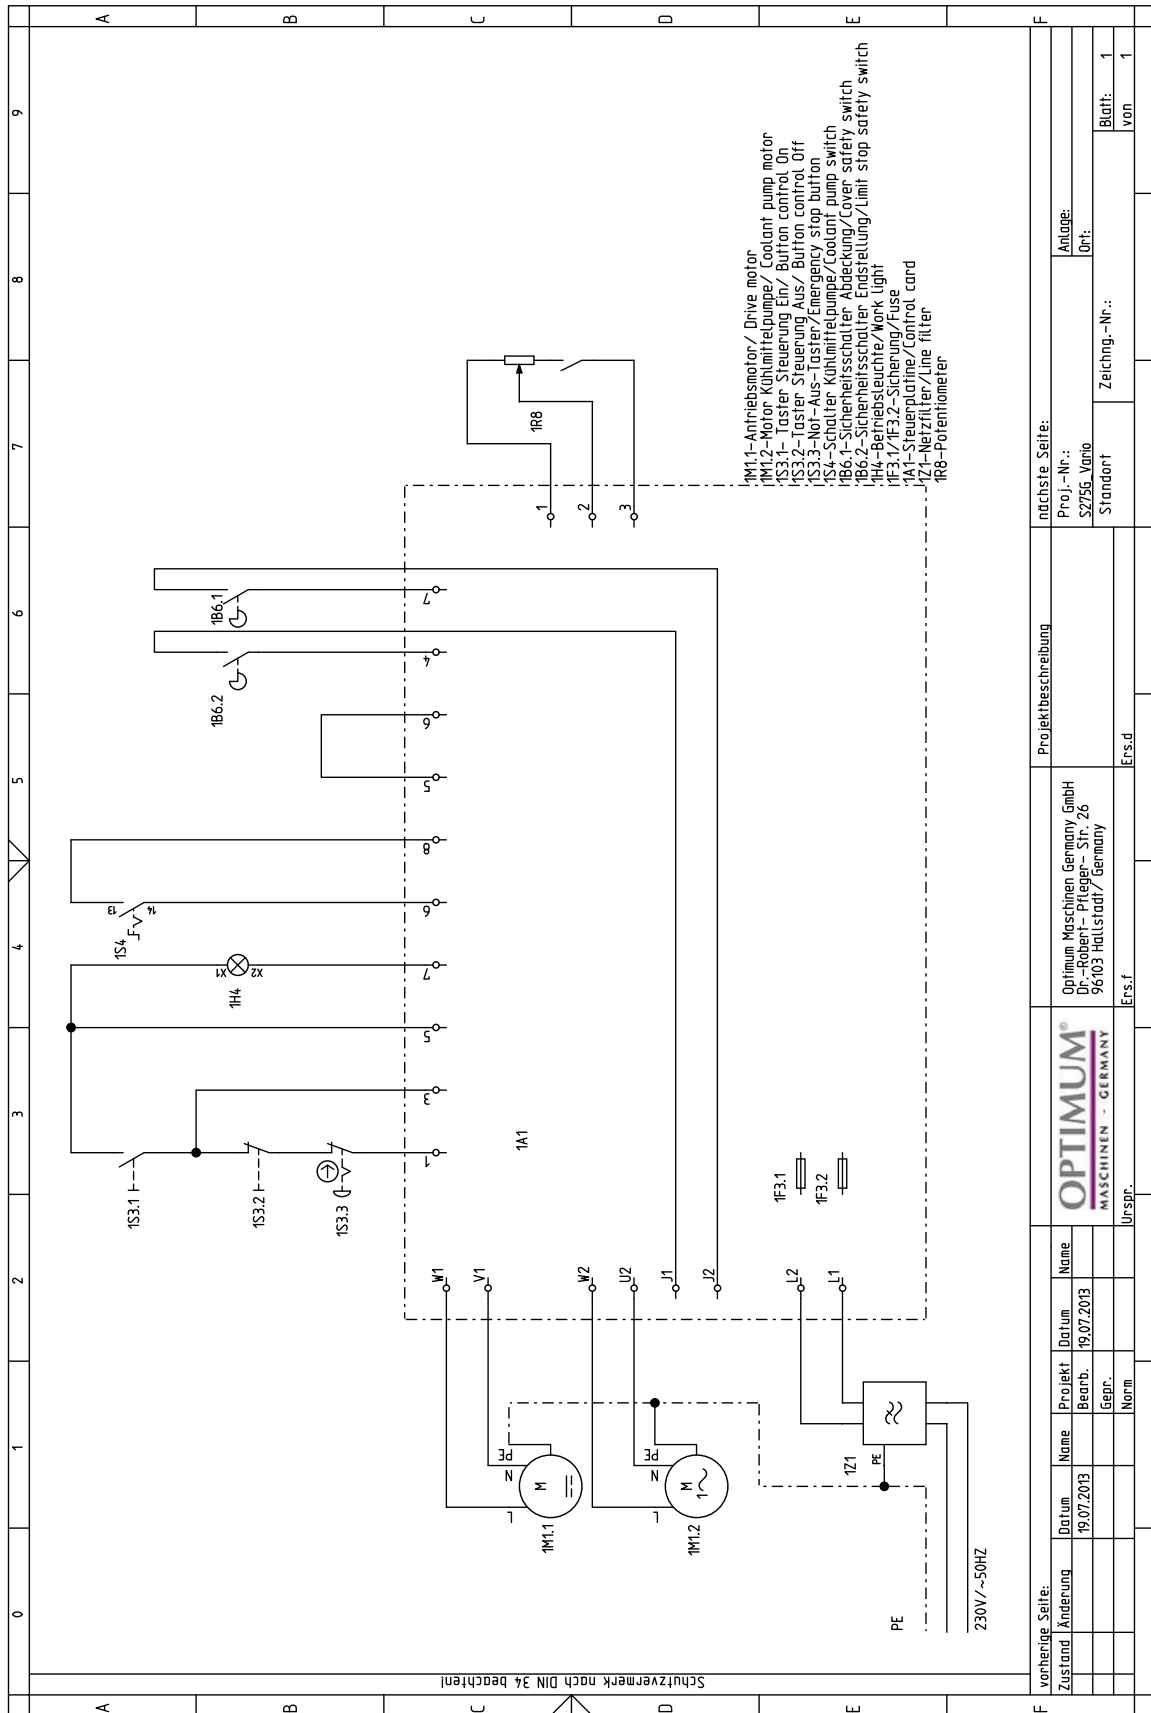 0 1 2 3 4 5 6 7 8 9
A
B
C
D
E
F
A
B
C
D
E
F
Schutzvermerk nach DIN 34 beachten!
1S3.1
1S3.2
1S3.3
1H4
X1
X2
1S4
13
14
1B6.2
1B6.1
1 3 5 7 6 8 5 6 4 7
1A1
W1
V1
W2
U2
J1
J2
L2
L1
1F3.1
1F3.2
1
2
3
1R8
L
N
PE
M
1M1.1
L
N
PE
M
1~
1M1.2
1Z1
PE
PE
230V/~50HZ
1M1.1-Antriebsmotor/ Drive motor
1M1.2-Motor Kühlmittelpumpe/ Coolant pump motor
1S3.1- Taster Steuerung Ein/ Button control On
1S3.2-Taster Steuerung Aus/ Button control Off
1S3.3-Not-Aus-Taster/Emergency stop button
1S4-Schalter Kühlmittelpumpe/Coolant pump switch
1B6.1-Sicherheitsschalter Abdeckung/Cover safety switch
1B6.2-Sicherheitsschalter Endstellung/Limit stop safety switch
1H4-Betriebsleuchte/Work light
1F3.1/1F3.2-Sicherung/Fuse
1A1-Steuerplatine/Control card
1Z1-Netzfilter/Line filter
1R8-Potentiometer
vorherige Seite:
Zustand Änderung Datum Name Projekt Datum Name
19.07.2013 Bearb. 19.07.2013
Gepr.
Norm
OPTIMUM®
MASCHINEN - GERMANY
Urspr.
Optimum Maschinen Germany GmbH
Dr.-Robert- Pfleger- Str. 26
96103 Hallstadt/ Germany
Ers.f
Ers.d
Projektbeschreibung
nächste Seite:
Proj.-Nr.:
S275G_Vario
Standort
Zeichng.-Nr.:
Anlage:
Ort:
Blatt: 1
von 1